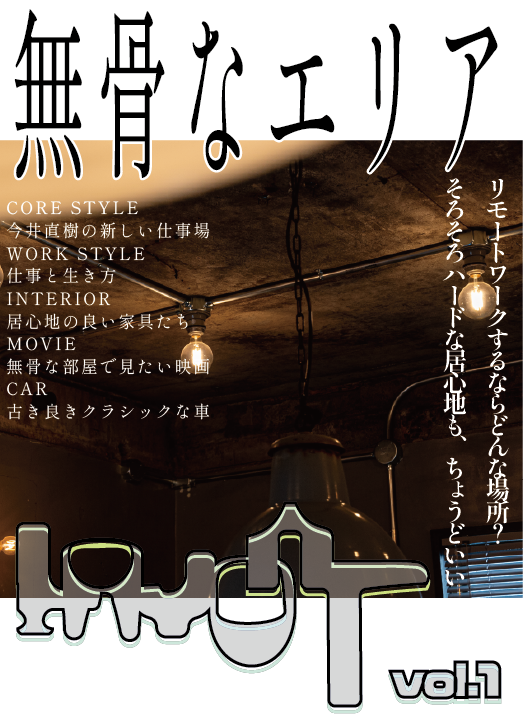 無骨なエリア
リモートワークするならどんな場所?
そろそろハードな居心地も、ちょうどいい
CORE STYLE
今井直樹の新しい仕事場
WORK STYLE
仕事と生き方
INTERIOR
居心地の良い家具たち
MOVIE
無骨な部屋で見たい映画
CAR
古き良きクラシックな車
vol.1